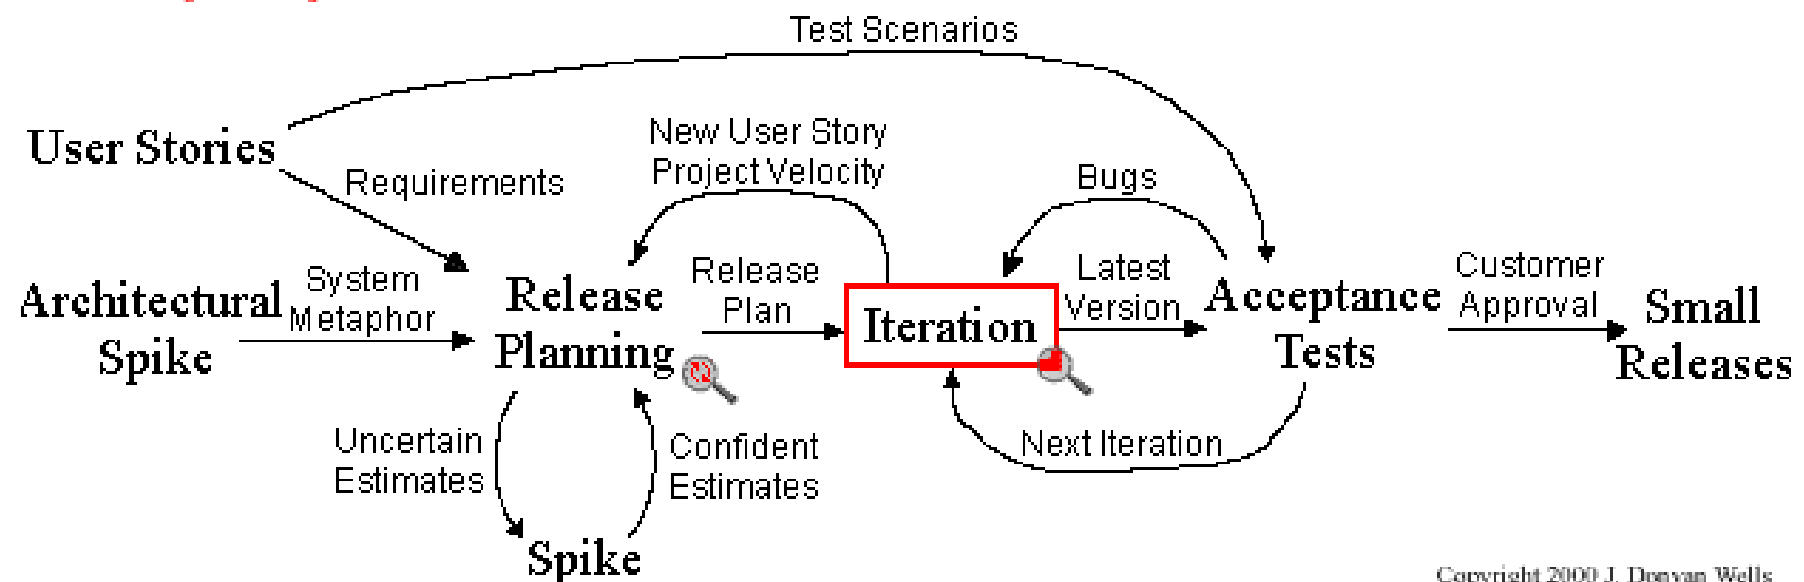 Test Scenarios
User Stories
Requirements
New User Story
Project Velocity
Bugs
Architectural
Spike
System
Metaphor
Release
Planning
Release
Plan
Iteration
Latest
Version
Acceptance
Tests
Customer
Approval
Small
Releases
Uncertain
Estimates
Confident
Estimates
Next Iteration
Spike
Copyright 2000 J. Donvan Wells